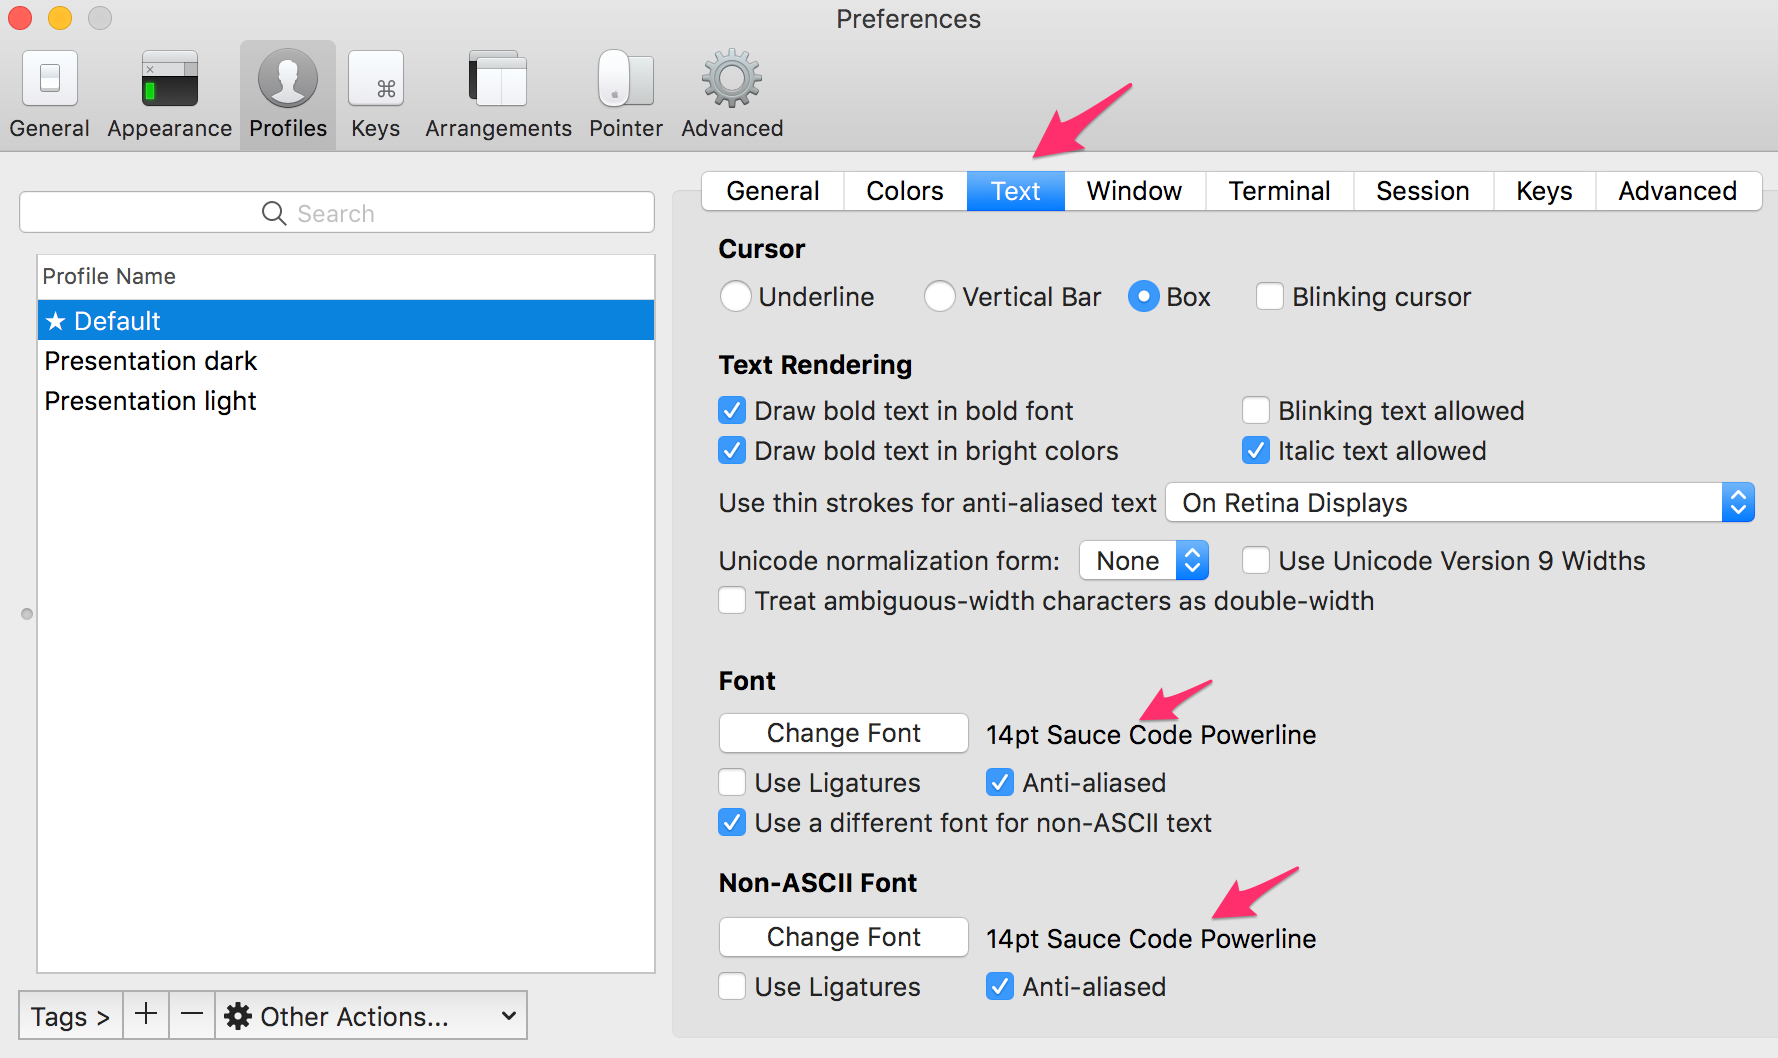 Preferences
General Appearance Profiles Keys Arrangements Pointer Advanced
Search
Profile Name
★ Default
Presentation dark
Presentation light
Tags > + − Other Actions...
General Colors Text Window Terminal Session Keys Advanced
Cursor
Underline Vertical Bar Box Blinking cursor
Text Rendering
Draw bold text in bold font Blinking text allowed
Draw bold text in bright colors Italic text allowed
Use thin strokes for anti-aliased text On Retina Displays
Unicode normalization form: None Use Unicode Version 9 Widths
Treat ambiguous-width characters as double-width
Font
Change Font 14pt Sauce Code Powerline
Use Ligatures Anti-aliased
Use a different font for non-ASCII text
Non-ASCII Font
Change Font 14pt Sauce Code Powerline
Use Ligatures Anti-aliased